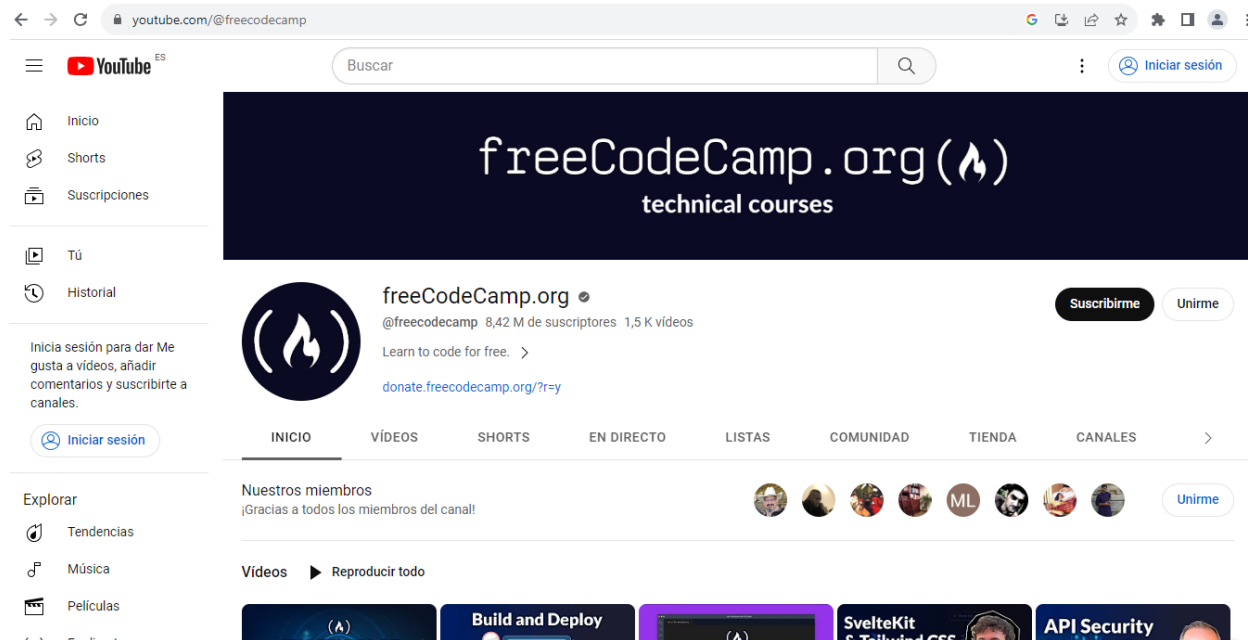 youtube.com/@freecodecamp
YouTube ES
Buscar
Iniciar sesión
Inicio
Shorts
Suscripciones
Tú
Historial
Inicia sesión para dar Me
gusta a vídeos, añadir
comentarios y suscribirte a
canales.
Iniciar sesión
Explorar
Tendencias
Música
Películas
freeCodeCamp.org
technical courses
freeCodeCamp.org
@freecodecamp 8,42 M de suscriptores 1,5 K vídeos
Learn to code for free.
donate.freecodecamp.org/?r=y
Suscribirme Unirme
INICIO VÍDEOS SHORTS EN DIRECTO LISTAS COMUNIDAD TIENDA CANALES
Nuestros miembros
¡Gracias a todos los miembros del canal!
ML
Unirme
Vídeos Reproducir todo
Build and Deploy
SvelteKit
& Tailwind CSS
API Security